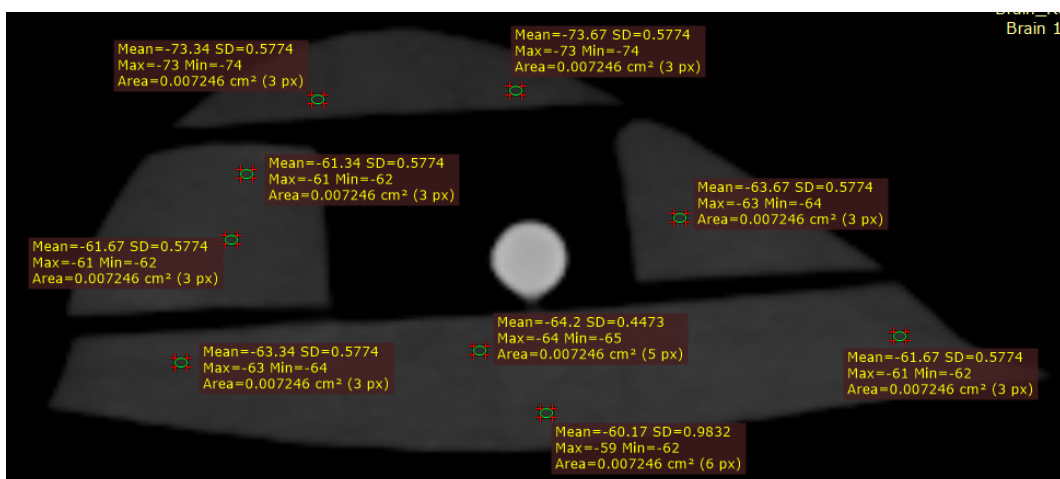 Brain 1
Mean=-73.34 SD=0.5774
Max=-73 Min=-74
Area=0.007246 cm² (3 px)
Mean=-73.67 SD=0.5774
Max=-73 Min=-74
Area=0.007246 cm² (3 px)
Mean=-61.34 SD=0.5774
Max=-61 Min=-62
Area=0.007246 cm² (3 px)
Mean=-63.67 SD=0.5774
Max=-63 Min=-64
Area=0.007246 cm² (3 px)
Mean=-61.67 SD=0.5774
Max=-61 Min=-62
Area=0.007246 cm² (3 px)
Mean=-64.2 SD=0.4473
Max=-64 Min=-65
Area=0.007246 cm² (5 px)
Mean=-63.34 SD=0.5774
Max=-63 Min=-64
Area=0.007246 cm² (3 px)
Mean=-61.67 SD=0.5774
Max=-61 Min=-62
Area=0.007246 cm² (3 px)
Mean=-60.17 SD=0.9832
Max=-59 Min=-62
Area=0.007246 cm² (6 px)